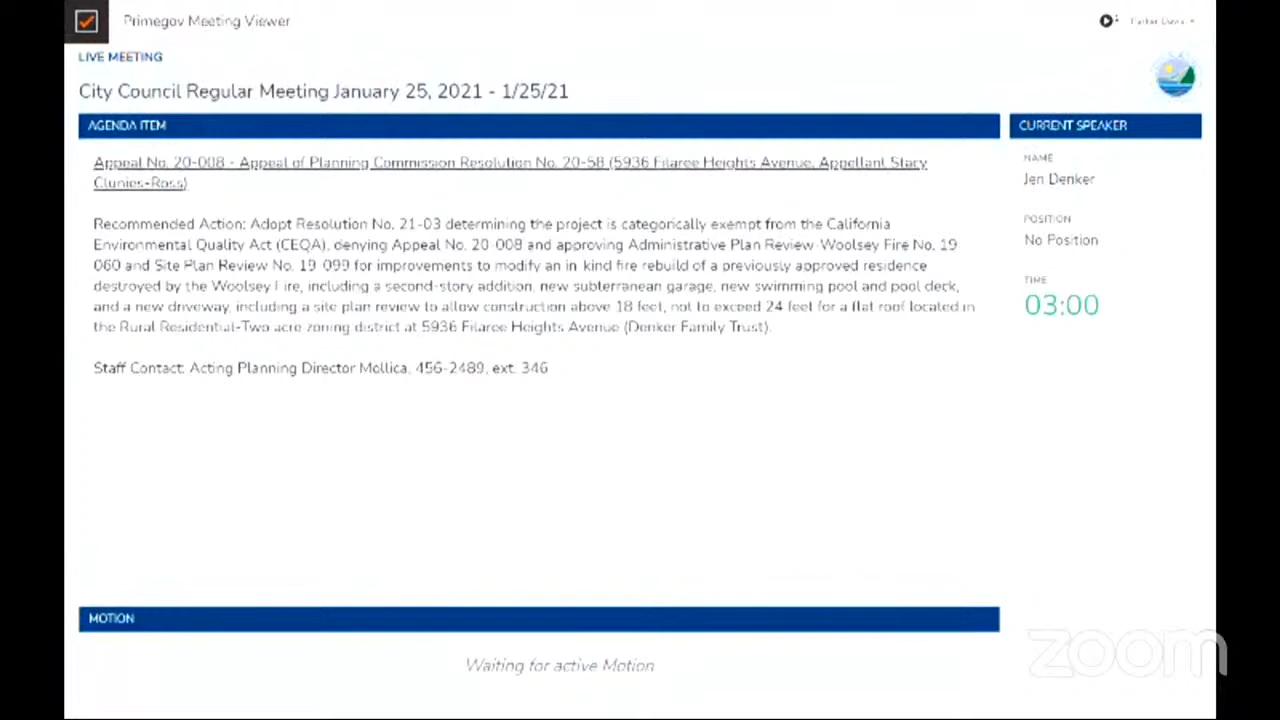 Primegov Meeting Viewer
LIVE MEETING
City Council Regular Meeting January 25, 2021 - 1/25/21
AGENDA ITEM
CURRENT SPEAKER
Appeal No. 20-008 - Appeal of Planning Commission Resolution No. 20-58 (5936 Filaree Heights Avenue, Appellant Stacy
Clunies-Ross)
NAME
Jen Denker
Recommended Action: Adopt Resolution No. 21-03 determining the project is categorically exempt from the California
Environmental Quality Act (CEQA), denying Appeal No. 20-008 and approving Administrative Plan Review-Woolsey Fire No. 19-
060 and Site Plan Review No. 19-099 for improvements to modify an in-kind fire rebuild of a previously approved residence
destroyed by the Woolsey Fire, including a second-story addition, new subterranean garage, new swimming pool and pool deck,
and a new driveway, including a site plan review to allow construction above 18 feet, not to exceed 24 feet for a flat roof located in
the Rural Residential-Two acre zoning district at 5936 Filaree Heights Avenue (Denker Family Trust).
POSITION
No Position
TIME
03:00
Staff Contact: Acting Planning Director Mollica, 456-2489, ext. 346
MOTION
Waiting for active Motion
zoom